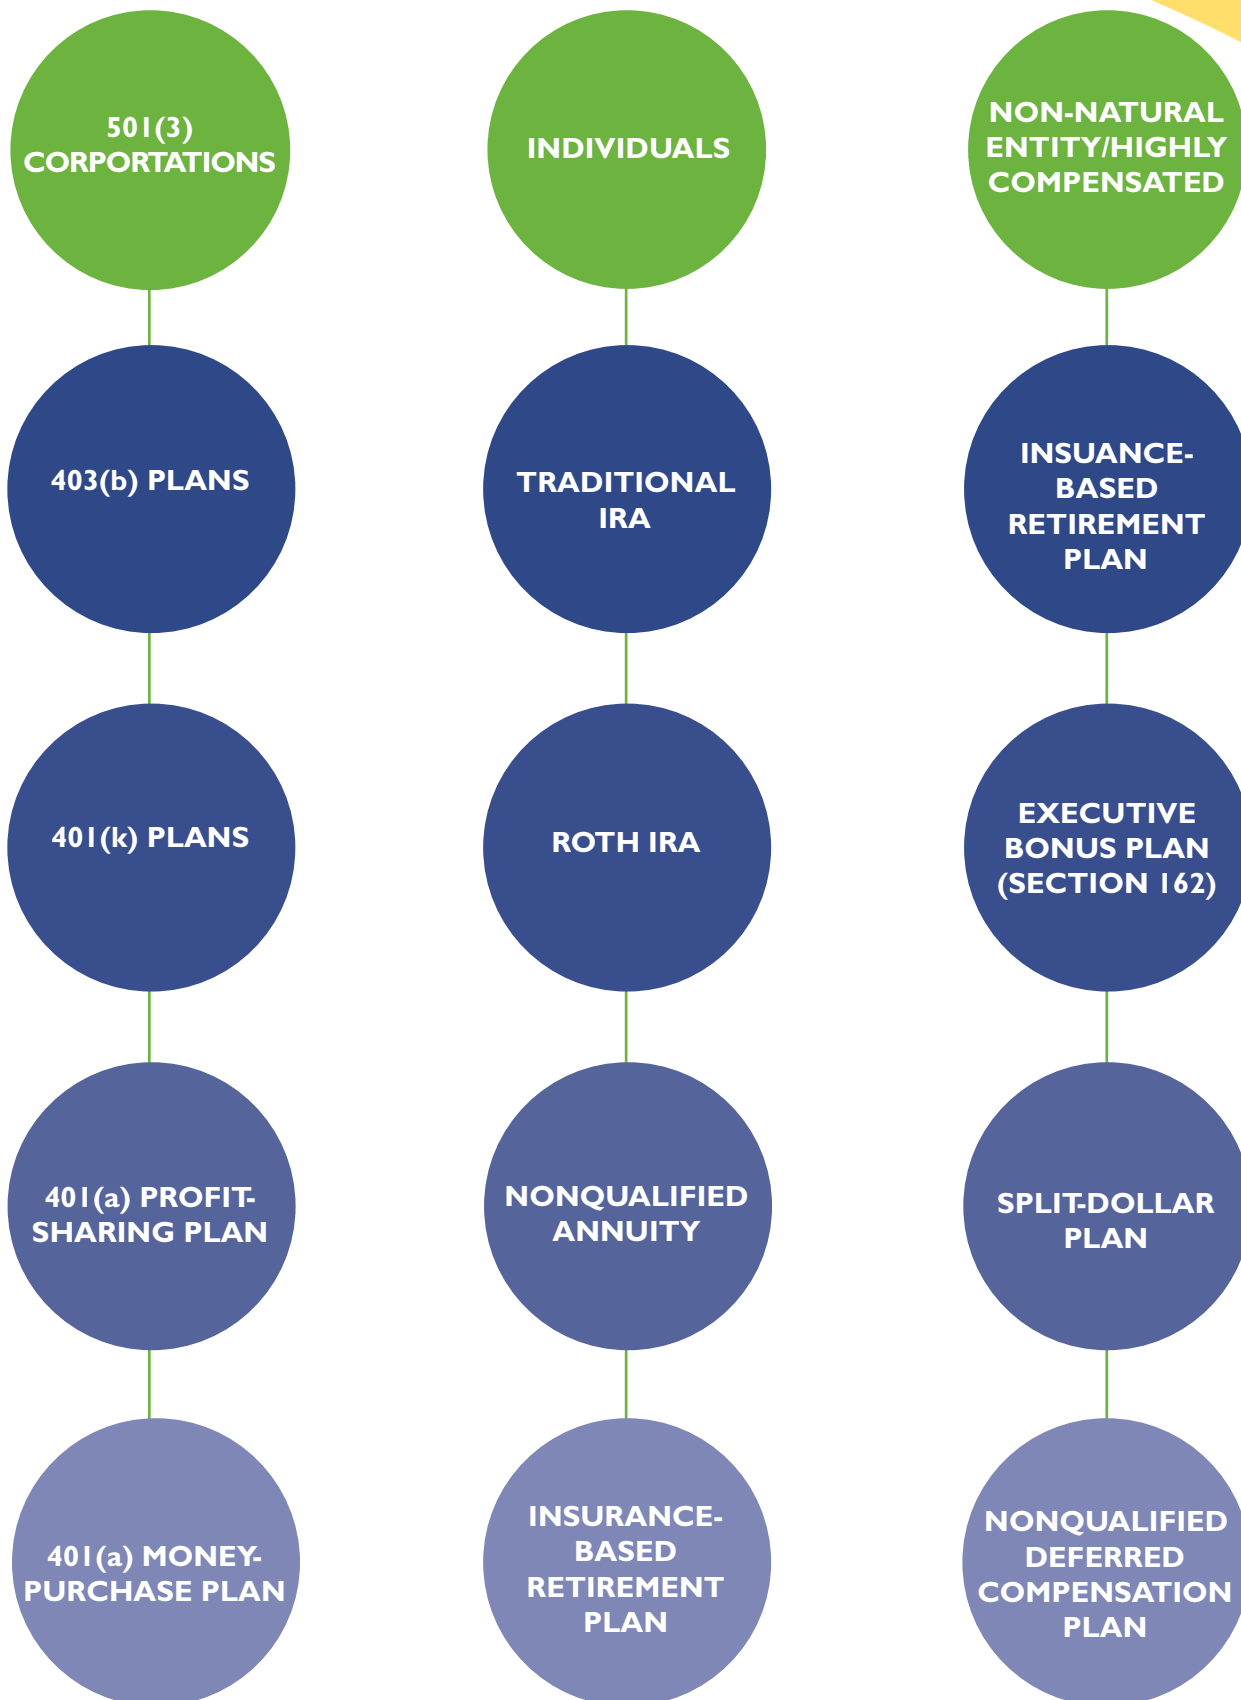 501(3)
CORPORTATIONS
403(b) PLANS
401(k) PLANS
401(a) PROFIT-
SHARING PLAN
401(a) MONEY-
PURCHASE PLAN
INDIVIDUALS
TRADITIONAL
IRA
ROTH IRA
NONQUALIFIED
ANNUITY
INSURANCE-
BASED
RETIREMENT
PLAN
NON-NATURAL
ENTITY/HIGHLY
COMPENSATED
INSUANCE-
BASED
RETIREMENT
PLAN
EXECUTIVE
BONUS PLAN
(SECTION 162)
SPLIT-DOLLAR
PLAN
NONQUALIFIED
DEFERRED
COMPENSATION
PLAN